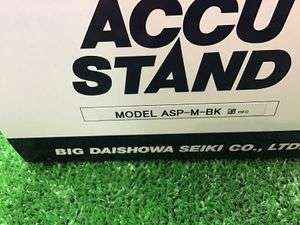 ACCU
STAND
MODEL ASP-M-BK
BIG DAISHOWA SEIKI CO., LTD